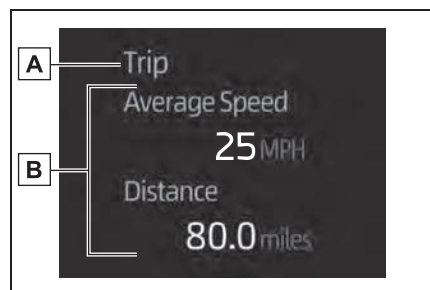 A
Trip
Average Speed
25 MPH
B
Distance
80.0 miles